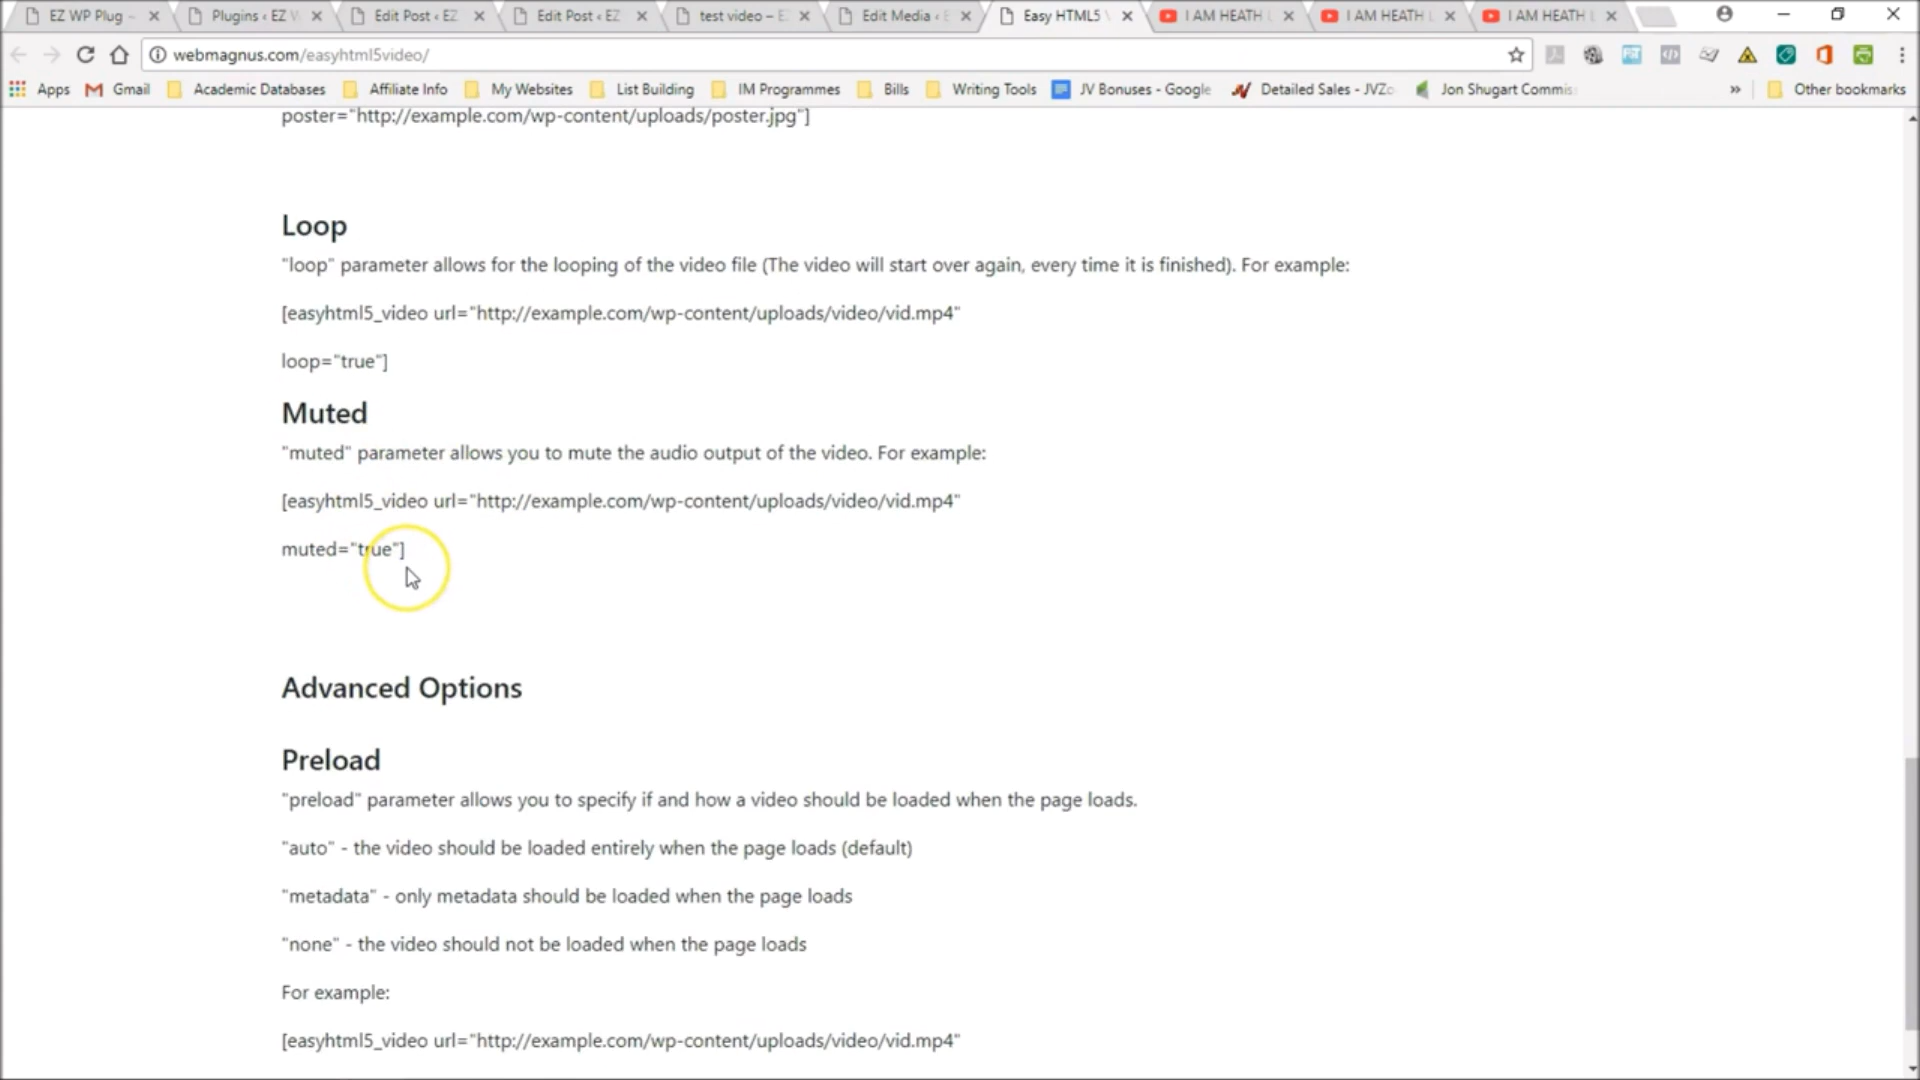 EZ WP Plug - Plugins ‹ EZ W Edit Post ‹ EZ Edit Post ‹ EZ test video – E Edit Media ‹ E Easy HTML5 V I AM HEATH I AM HEATH I AM HEATH
webmagnus.com/easyhtml5video/
Apps Gmail Academic Databases Affiliate Info My Websites List Building IM Programmes Bills Writing Tools JV Bonuses - Google Detailed Sales - JVZo Jon Shugart Commis » Other bookmarks
poster="http://example.com/wp-content/uploads/poster.jpg"]
Loop
"loop" parameter allows for the looping of the video file (The video will start over again, every time it is finished). For example:
[easyhtml5_video url="http://example.com/wp-content/uploads/video/vid.mp4"
loop="true"]
Muted
"muted" parameter allows you to mute the audio output of the video. For example:
[easyhtml5_video url="http://example.com/wp-content/uploads/video/vid.mp4"
muted="true"]
Advanced Options
Preload
"preload" parameter allows you to specify if and how a video should be loaded when the page loads.
"auto" - the video should be loaded entirely when the page loads (default)
"metadata" - only metadata should be loaded when the page loads
"none" - the video should not be loaded when the page loads
For example:
[easyhtml5_video url="http://example.com/wp-content/uploads/video/vid.mp4"